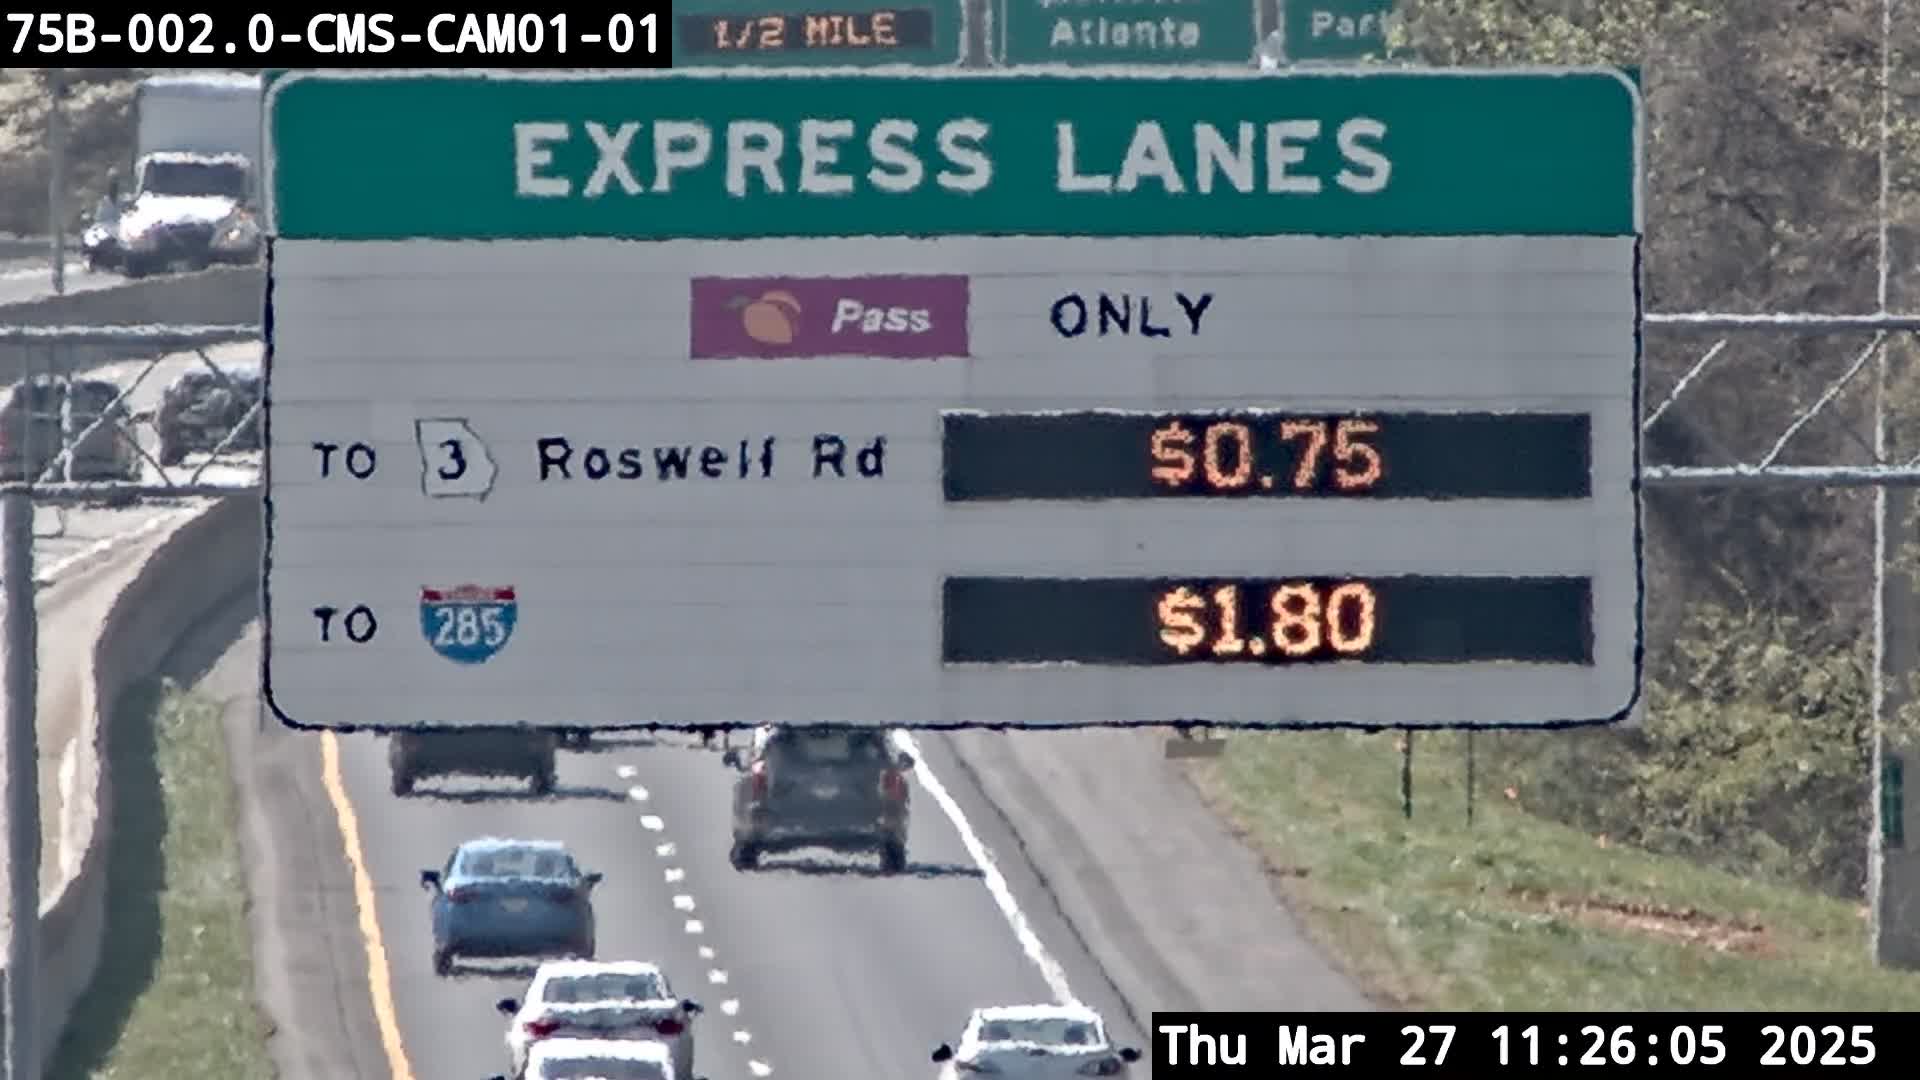 75B-002.0-CMS-CAM01-01
1/2 MILE
Atlanta
EXPRESS LANES
Pass ONLY
TO 3 Roswell Rd $0.75
TO 285 $1.80
Thu Mar 27 11:26:05 2025